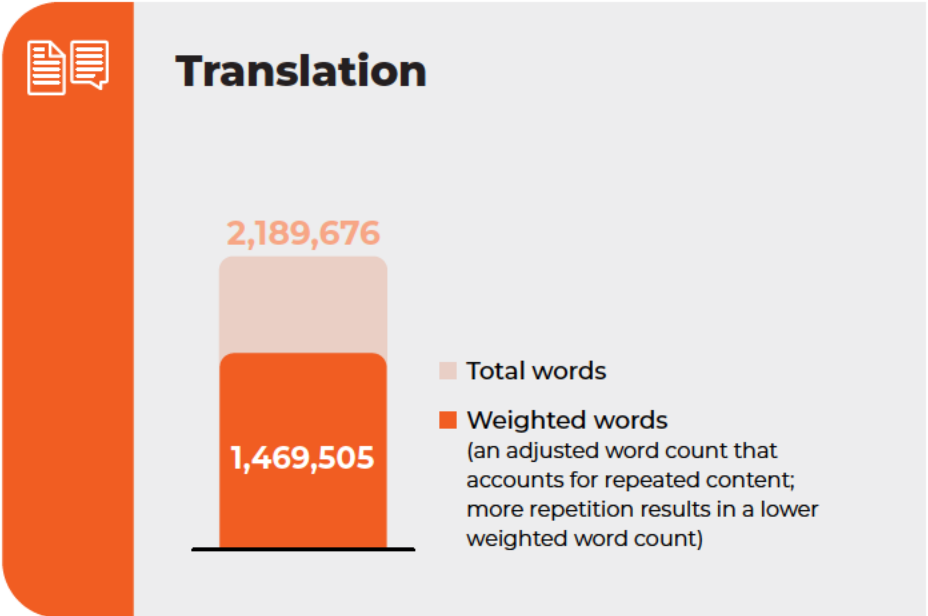 Translation
2,189,676
1,469,505
Total words
Weighted words
(an adjusted word count that
accounts for repeated content;
more repetition results in a lower
weighted word count)